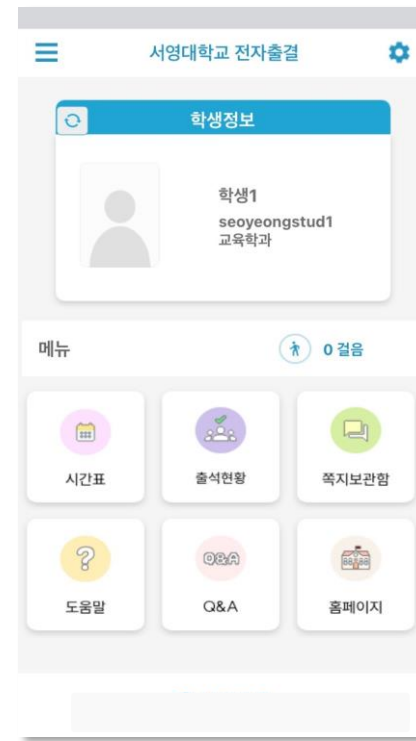 서영대학교 전자출결
학생정보
학생1
seoyeongstud1
교육학과
메뉴
0 걸음
시간표
출석현황
쪽지보관함
Q&A
도움말
Q&A
홈페이지